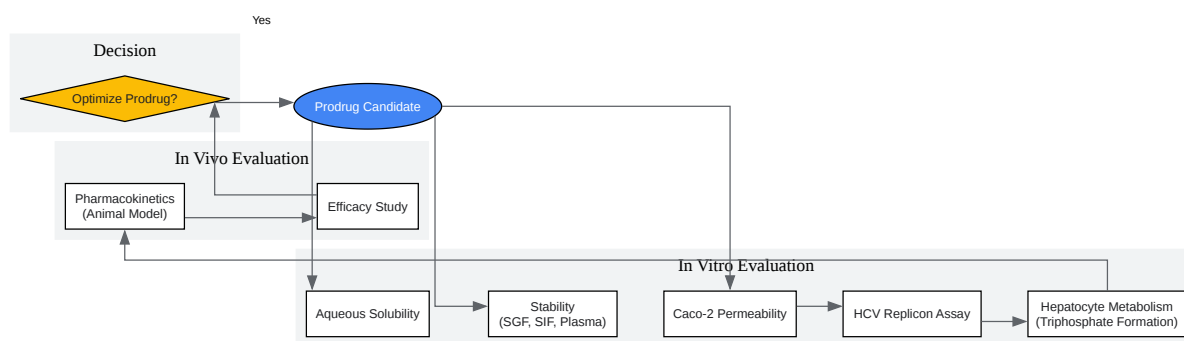 Yes
Decision
Optimize Prodrug?
Prodrug Candidate
In Vivo Evaluation
Pharmacokinetics
(Animal Model)
Efficacy Study
In Vitro Evaluation
Aqueous Solubility
Stability
(SGF, SIF, Plasma)
Caco-2 Permeability
HCV Replicon Assay
Hepatocyte Metabolism
(Triphosphate Formation)